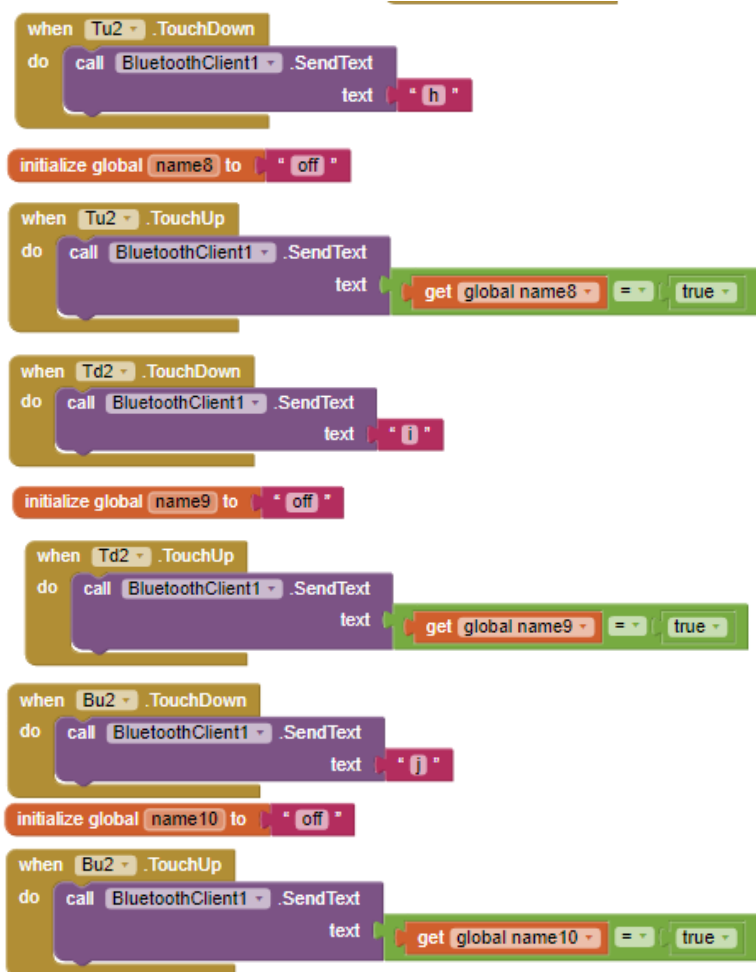 when Tu2 .TouchDown
do call BluetoothClient1 .SendText
text " h "
initialize global name8 to " off "
when Tu2 .TouchUp
do call BluetoothClient1 .SendText
text get global name8 = true
when Td2 .TouchDown
do call BluetoothClient1 .SendText
text " i "
initialize global name9 to " off "
when Td2 .TouchUp
do call BluetoothClient1 .SendText
text get global name9 = true
when Bu2 .TouchDown
do call BluetoothClient1 .SendText
text " j "
initialize global name10 to " off "
when Bu2 .TouchUp
do call BluetoothClient1 .SendText
text get global name10 = true